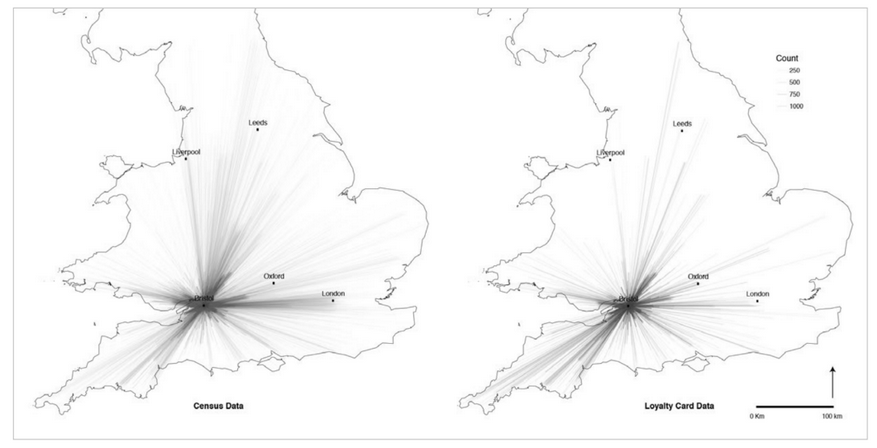 Leeds
Liverpool
Oxford
London
Bristol
Census Data
Count
250
500
750
1000
Leeds
Liverpool
Oxford
London
Bristol
Loyalty Card Data
0 Km 100 km